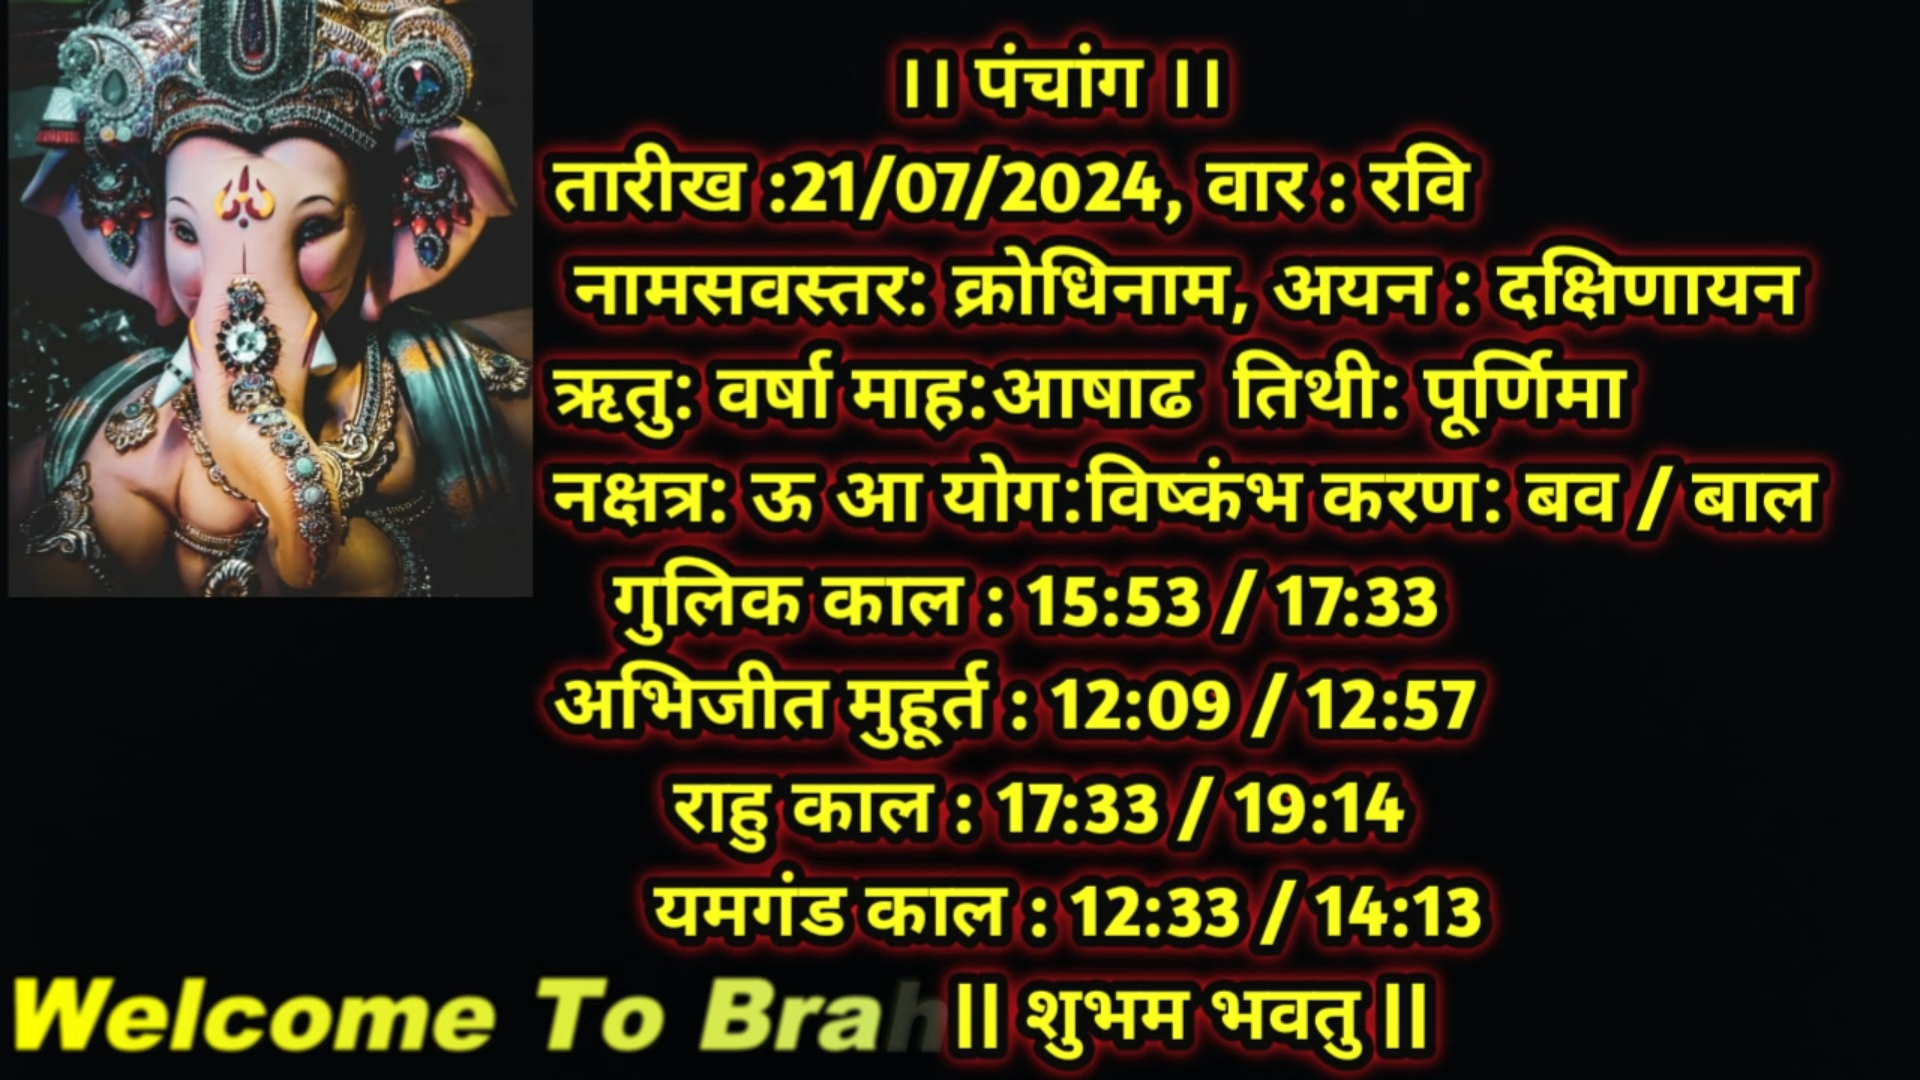 ।। पंचांग ।।
तारीख :21/07/2024, वार : रवि
नामसवस्तर: क्रोधिनाम, अयन : दक्षिणायन
ऋतु: वर्षा माह:आषाढ तिथी: पूर्णिमा
नक्षत्र: ऊ आ योग:विष्कंभ करण: बव / बाल
गुलिक काल : 15:53 / 17:33
अभिजीत मुहूर्त : 12:09 / 12:57
राहु काल : 17:33 / 19:14
यमगंड काल : 12:33 / 14:13
|| शुभम भवतु ||
Welcome To Brah